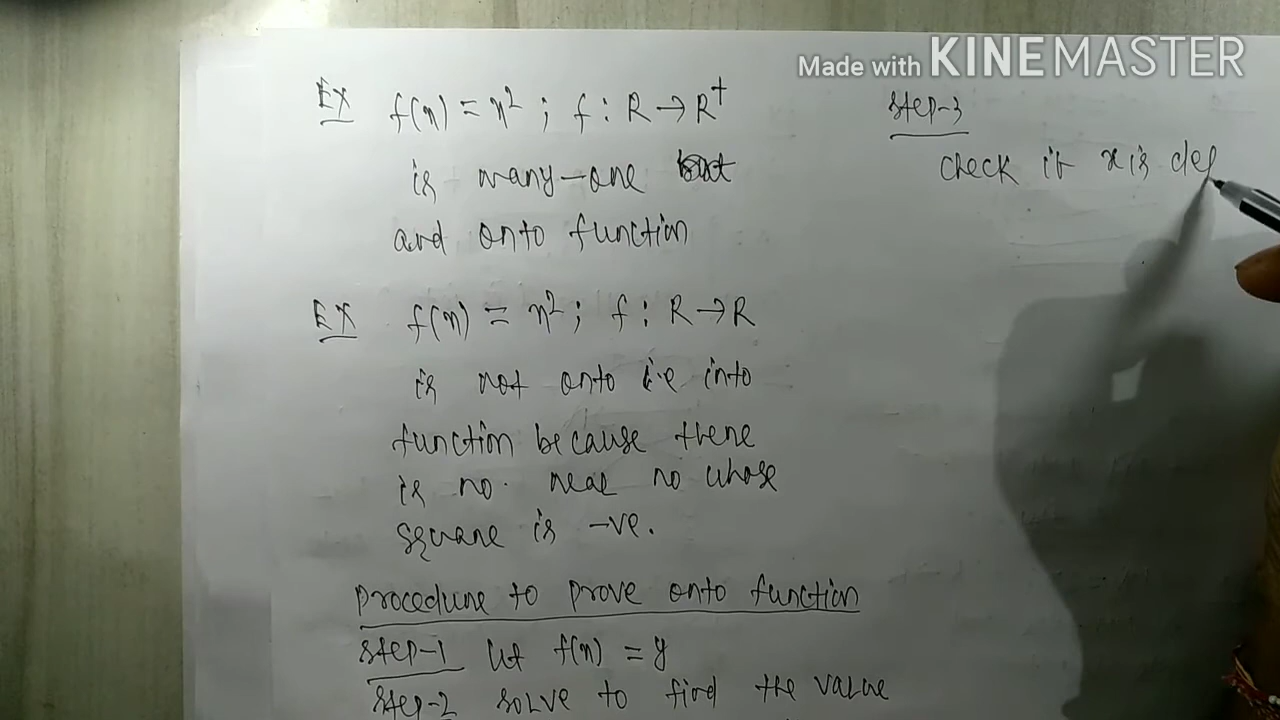 Made with KINEMASTER
Ex f(x) = x²; f: R → R⁺
is many-one
and onto function
Ex f(x) = x²; f: R → R
is not onto i.e into
function because there
is no. real no whose
square is -ve.
Procedure to prove onto function
Step-1 let f(x) = y
Step-2 solve to find the value
Step-3
check if x is def